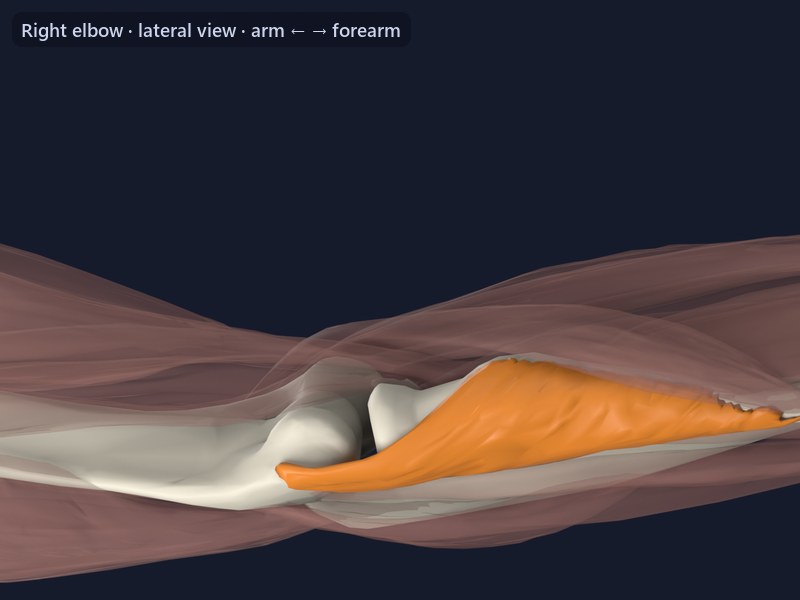 Right elbow · lateral view · arm ← → forearm